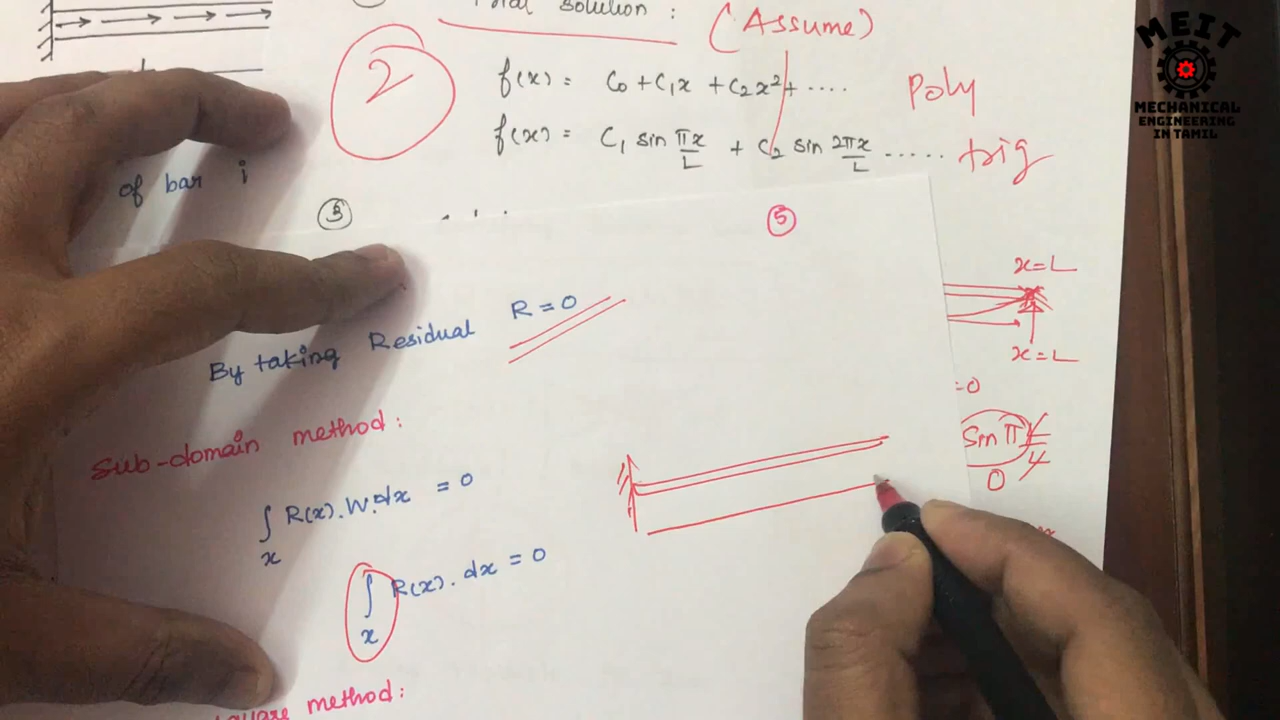 solution : (Assume)
2
f(x) = C0 + C1x + C2x² + .... Poly
f(x) = C1 sin πx/L + C2 sin 2πx/L ..... trig
of bar i
3
5
x=L
x=L
=0
By taking Residual R = 0
Sub-domain method:
∫x R(x).W.dx = 0
Sin π
0
∫x R(x).dx = 0
method:
MEIT
MECHANICAL
ENGINEERING
IN TAMIL